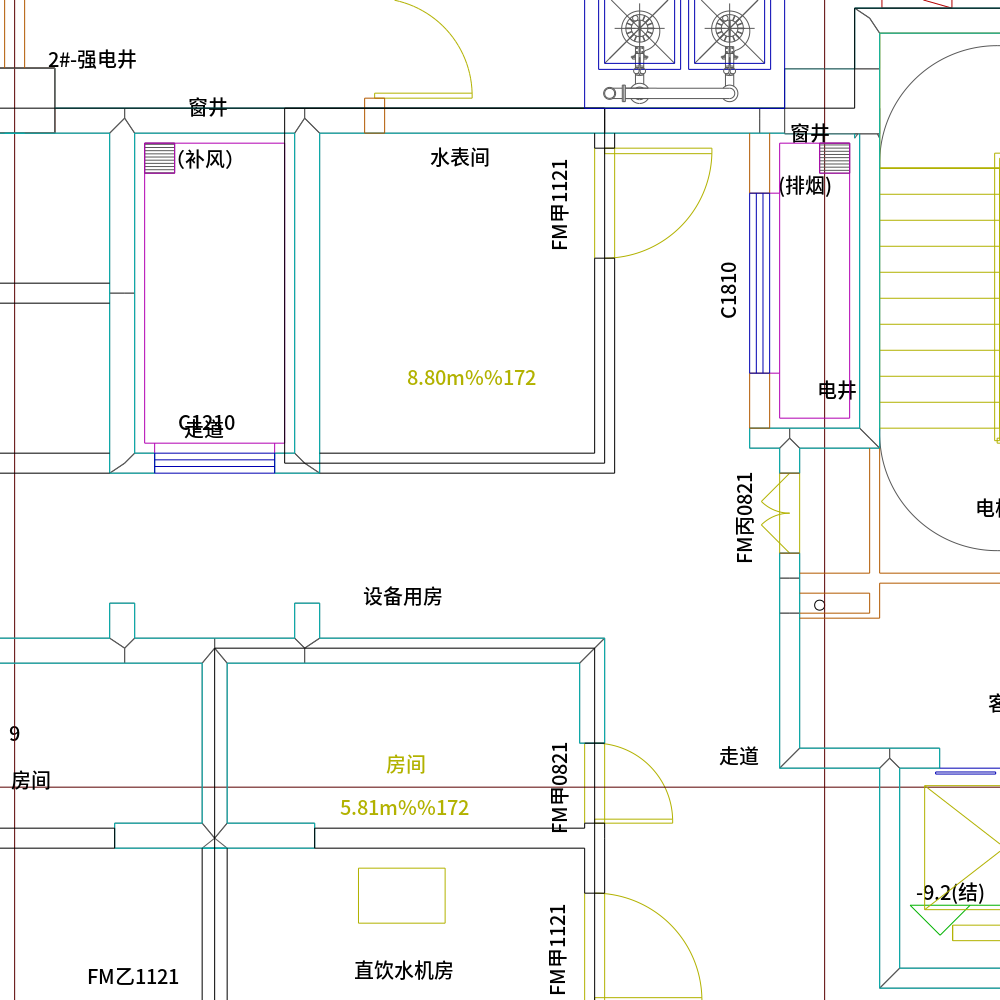 2#-强电井
窗井
(补风)
水表间
FM甲1121
窗井
(排烟)
C1810
8.80m%%172
电井
C1210
走道
FM丙0821
设备用房
9
房间
房间
5.81m%%172
FM甲0821
走道
-9.2(结)
FM乙1121
直饮水机房
FM甲1121